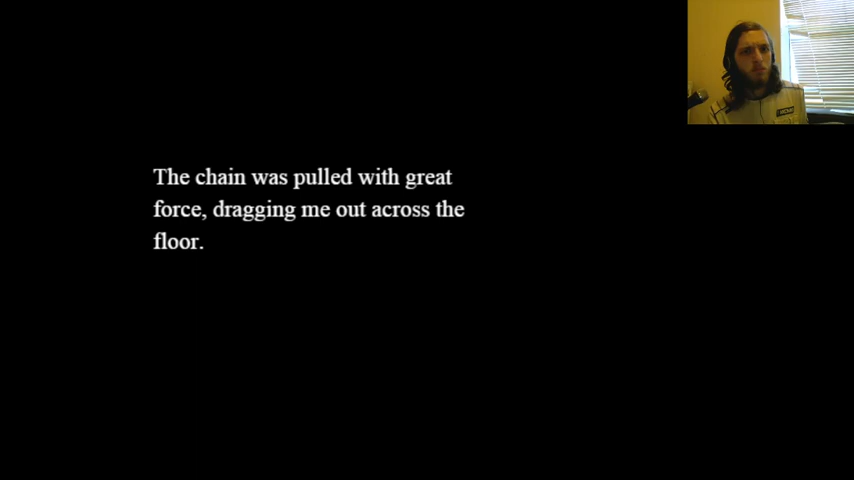 The chain was pulled with great
force, dragging me out across the
floor.